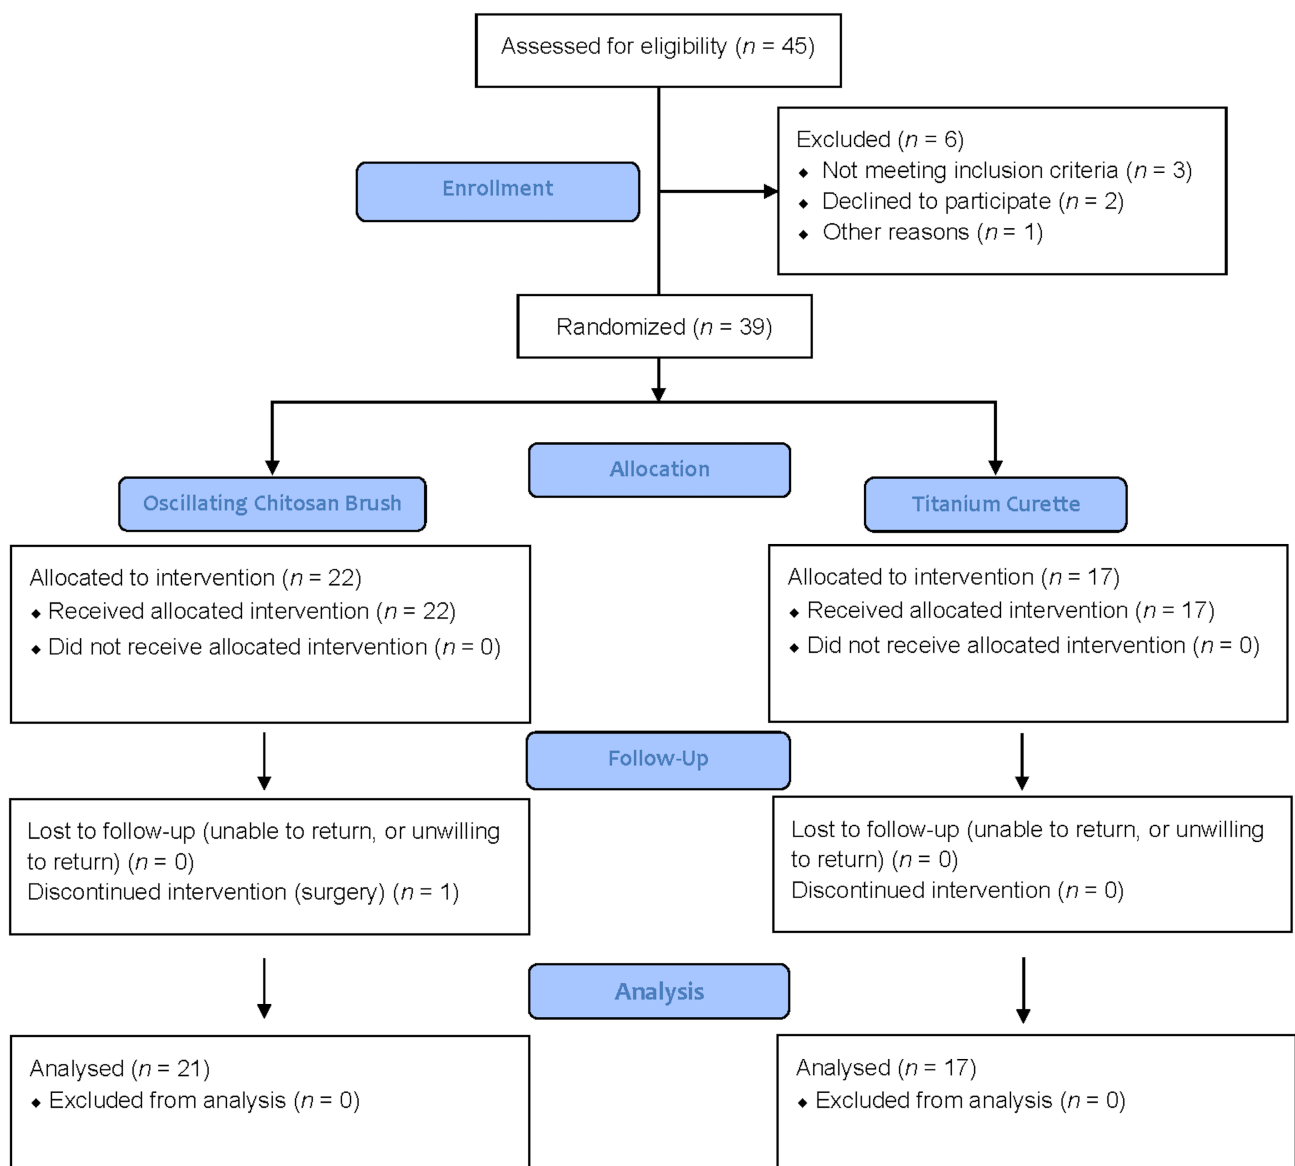 Assessed for eligibility (n = 45)
Excluded (n = 6)
⬥ Not meeting inclusion criteria (n = 3)
⬥ Declined to participate (n = 2)
⬥ Other reasons (n = 1)
Enrollment
Randomized (n = 39)
Allocation
Oscillating Chitosan Brush
Titanium Curette
Allocated to intervention (n = 22)
⬥ Received allocated intervention (n = 22)
⬥ Did not receive allocated intervention (n = 0)
Allocated to intervention (n = 17)
⬥ Received allocated intervention (n = 17)
⬥ Did not receive allocated intervention (n = 0)
Follow-Up
Lost to follow-up (unable to return, or unwilling
to return) (n = 0)
Discontinued intervention (surgery) (n = 1)
Lost to follow-up (unable to return, or unwilling
to return) (n = 0)
Discontinued intervention (n = 0)
Analysis
Analysed (n = 21)
⬥ Excluded from analysis (n = 0)
Analysed (n = 17)
⬥ Excluded from analysis (n = 0)